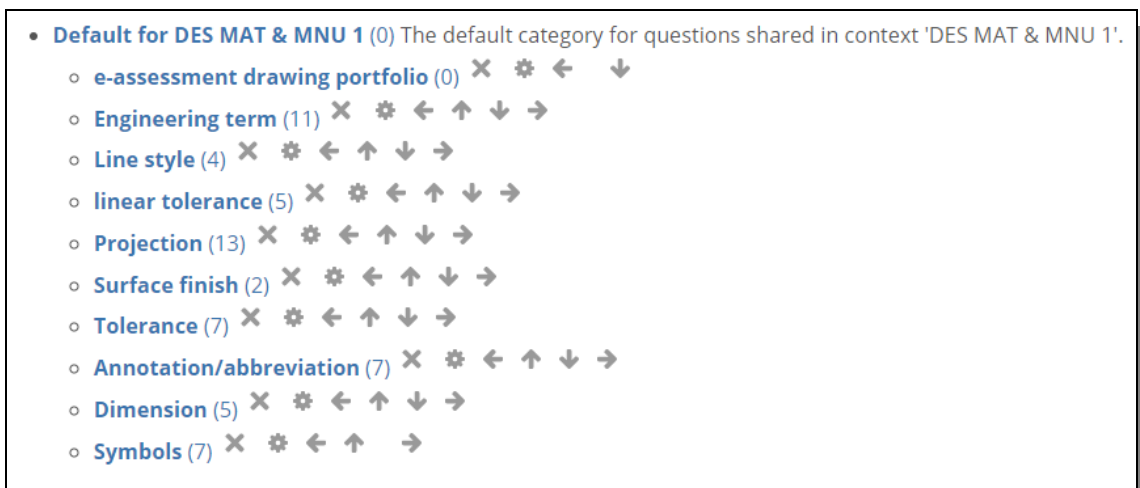 Default for DES MAT & MNU 1 (0) The default category for questions shared in context 'DES MAT & MNU 1'.
e-assessment drawing portfolio (0)
Engineering term (11)
Line style (4)
linear tolerance (5)
Projection (13)
Surface finish (2)
Tolerance (7)
Annotation/abbreviation (7)
Dimension (5)
Symbols (7)